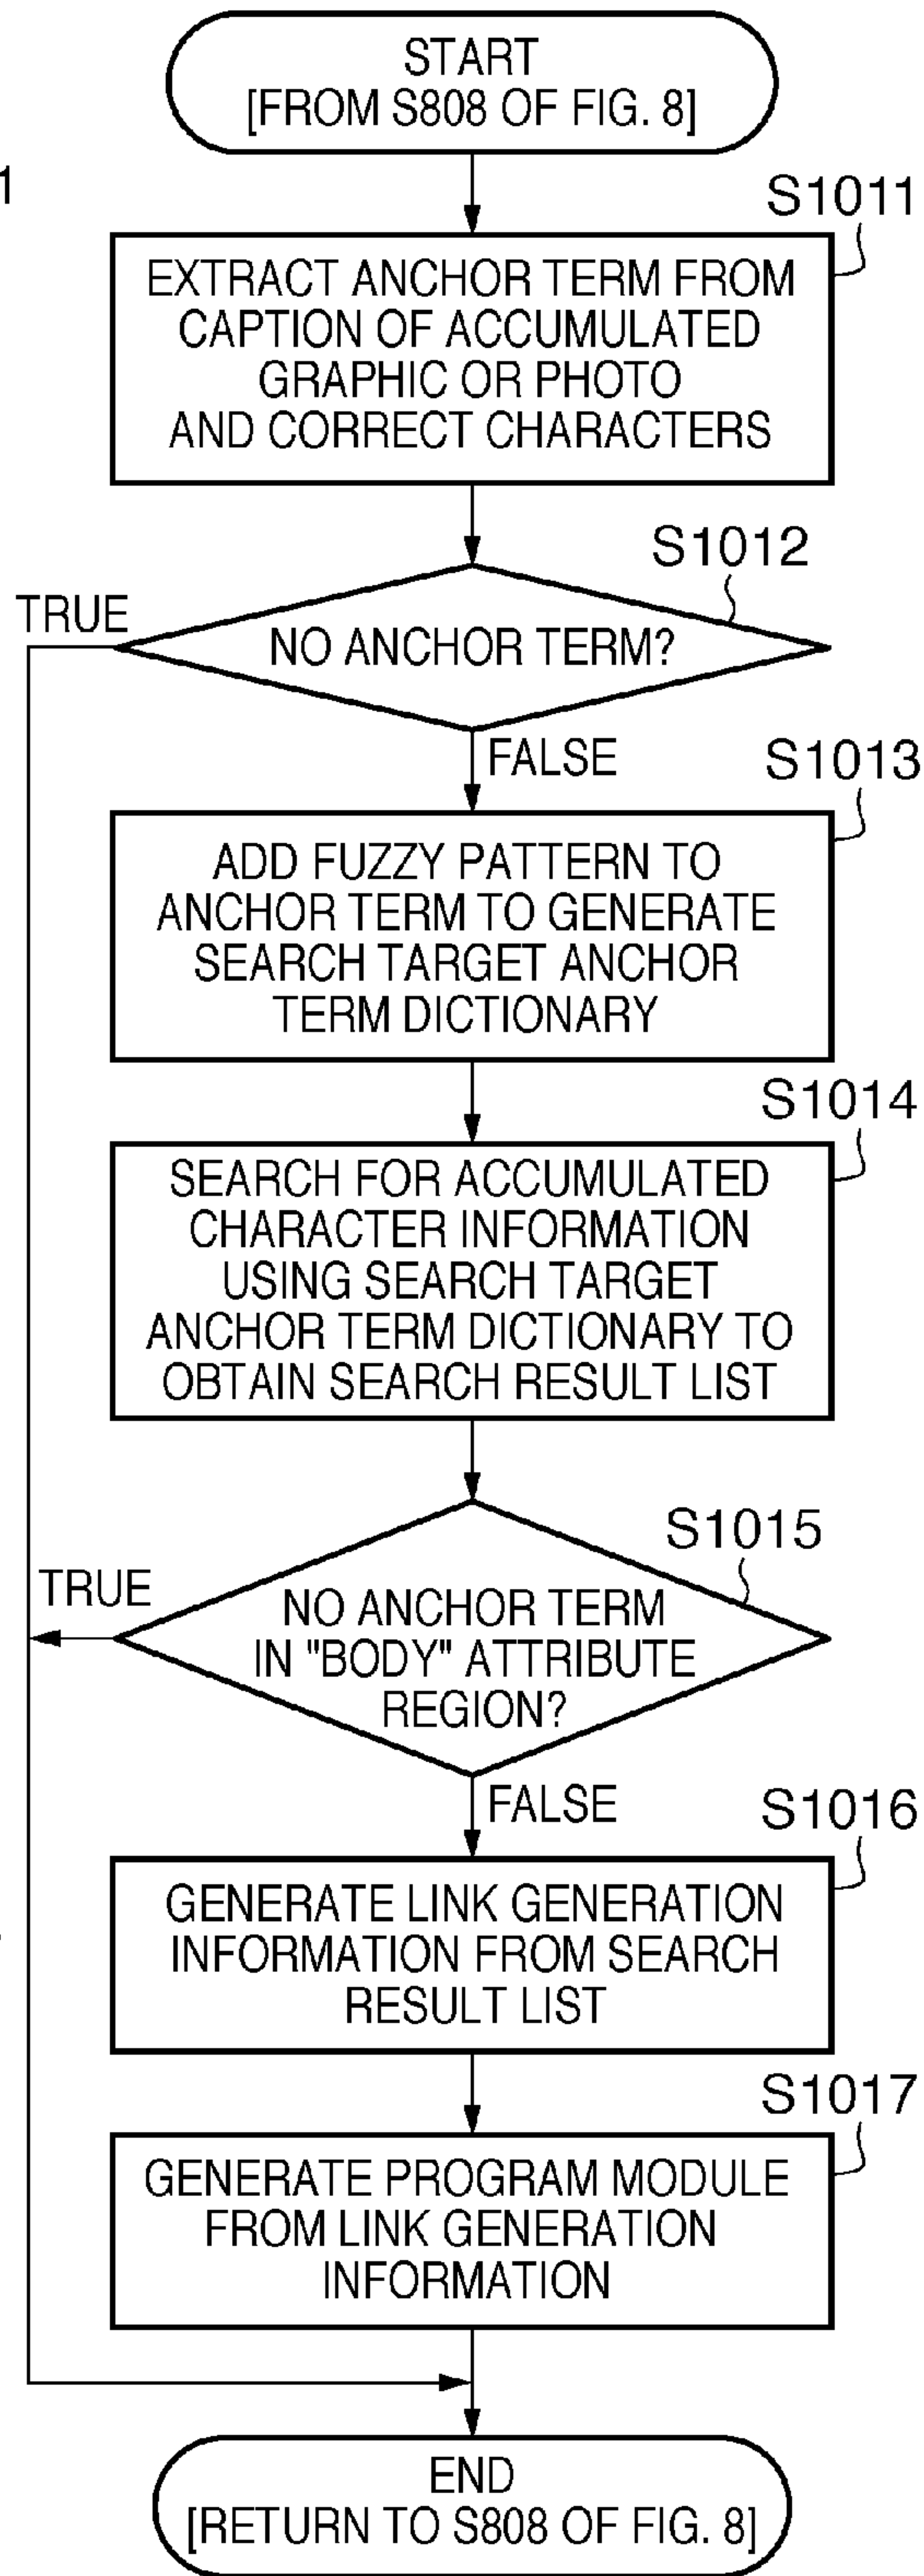 START
[FROM S808 OF FIG. 8]
1
S1011
EXTRACT ANCHOR TERM FROM
CAPTION OF ACCUMULATED
GRAPHIC OR PHOTO
AND CORRECT CHARACTERS
S1012
TRUE
NO ANCHOR TERM?
FALSE
S1013
ADD FUZZY PATTERN TO
ANCHOR TERM TO GENERATE
SEARCH TARGET ANCHOR
TERM DICTIONARY
S1014
SEARCH FOR ACCUMULATED
CHARACTER INFORMATION
USING SEARCH TARGET
ANCHOR TERM DICTIONARY TO
OBTAIN SEARCH RESULT LIST
S1015
TRUE
NO ANCHOR TERM
IN "BODY" ATTRIBUTE
REGION?
FALSE
S1016
GENERATE LINK GENERATION
INFORMATION FROM SEARCH
RESULT LIST
S1017
GENERATE PROGRAM MODULE
FROM LINK GENERATION
INFORMATION
END
[RETURN TO S808 OF FIG. 8]